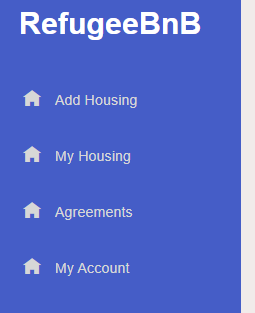 RefugeeBnB
Add Housing
My Housing
Agreements
My Account